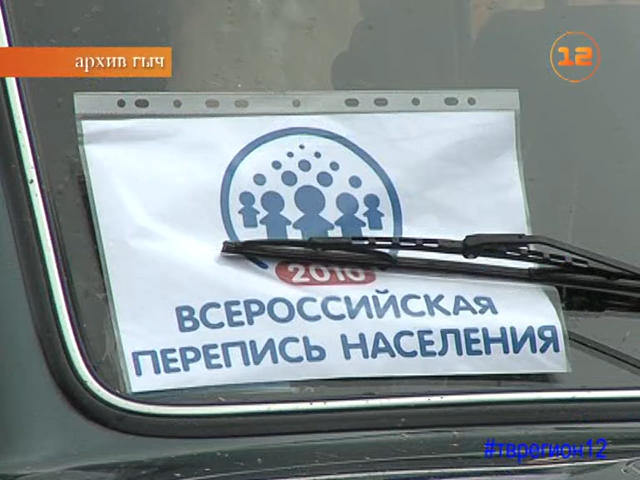 архив гыч
12
2010
ВСЕРОССИЙСКАЯ
ПЕРЕПИСЬ НАСЕЛЕНИЯ
#тврегион12